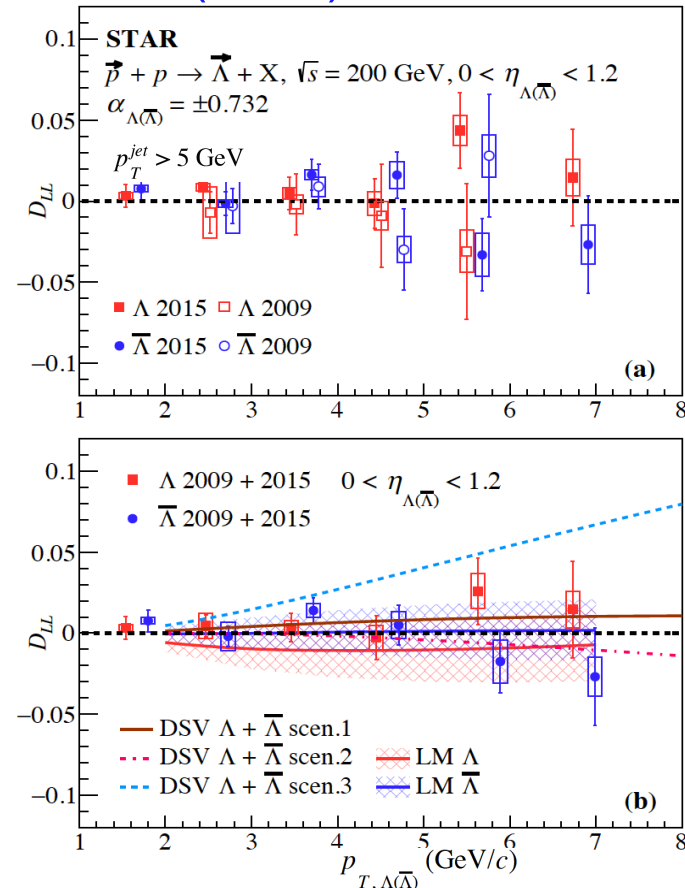 0.1
STAR
p + p → Λ + X, √s = 200 GeV, 0 < η_Λ(Λ̅) < 1.2
α_Λ(Λ̅) = ±0.732
0.05
p_T^jet > 5 GeV
D_LL
0
−0.05
Λ 2015 Λ 2009
Λ̅ 2015 Λ̅ 2009
−0.1
(a)
1 2 3 4 5 6 7 8
0.1
Λ 2009 + 2015 0 < η_Λ(Λ̅) < 1.2
Λ̅ 2009 + 2015
0.05
D_LL
0
−0.05
DSV Λ + Λ̅ scen.1
DSV Λ + Λ̅ scen.2 LM Λ
DSV Λ + Λ̅ scen.3 LM Λ̅
−0.1
(b)
1 2 3 4 5 6 7 8
p_T,Λ(Λ̅) (GeV/c)